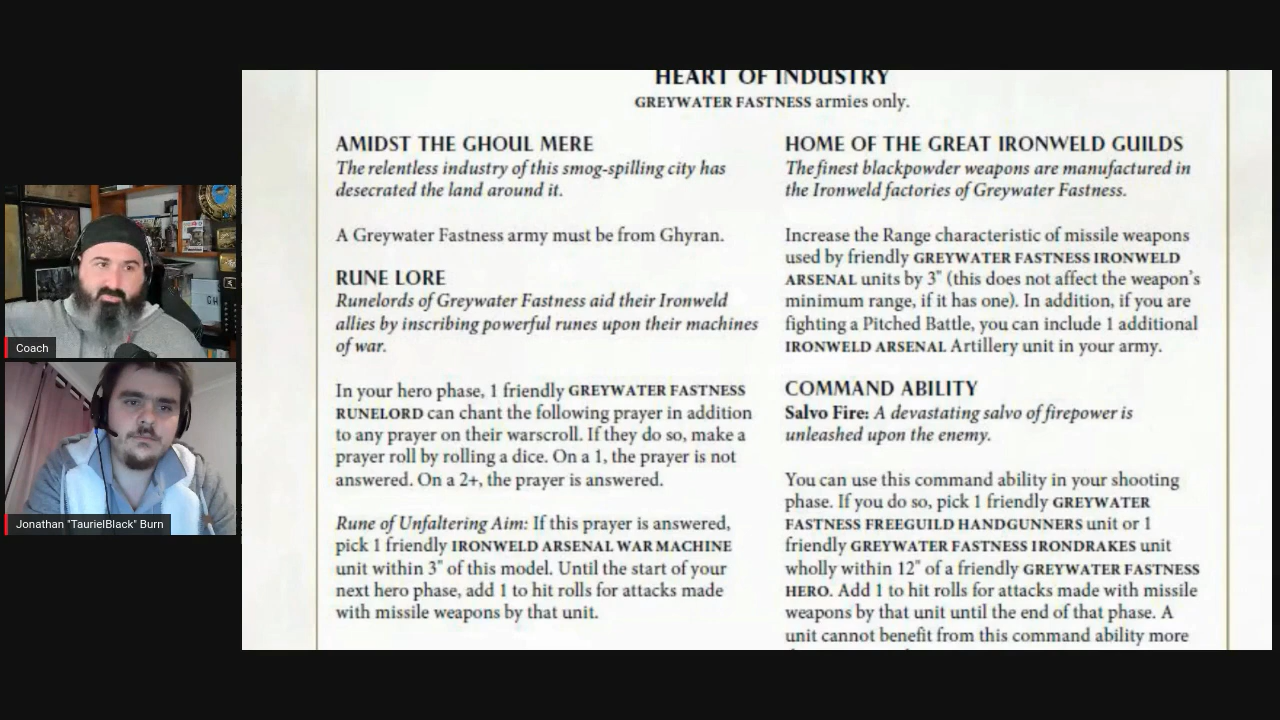 HEART OF INDUSTRY
GREYWATER FASTNESS armies only.
AMIDST THE GHOUL MERE
The relentless industry of this smog-spilling city has
desecrated the land around it.
A Greywater Fastness army must be from Ghyran.
RUNE LORE
Runelords of Greywater Fastness aid their Ironweld
allies by inscribing powerful runes upon their machines
of war.
In your hero phase, 1 friendly GREYWATER FASTNESS
RUNELORD can chant the following prayer in addition
to any prayer on their warscroll. If they do so, make a
prayer roll by rolling a dice. On a 1, the prayer is not
answered. On a 2+, the prayer is answered.
Rune of Unfaltering Aim: If this prayer is answered,
pick 1 friendly IRONWELD ARSENAL WAR MACHINE
unit within 3" of this model. Until the start of your
next hero phase, add 1 to hit rolls for attacks made
with missile weapons by that unit.
HOME OF THE GREAT IRONWELD GUILDS
The finest blackpowder weapons are manufactured in
the Ironweld factories of Greywater Fastness.
Increase the Range characteristic of missile weapons
used by friendly GREYWATER FASTNESS IRONWELD
ARSENAL units by 3" (this does not affect the weapon's
minimum range, if it has one). In addition, if you are
fighting a Pitched Battle, you can include 1 additional
IRONWELD ARSENAL Artillery unit in your army.
COMMAND ABILITY
Salvo Fire: A devastating salvo of firepower is
unleashed upon the enemy.
You can use this command ability in your shooting
phase. If you do so, pick 1 friendly GREYWATER
FASTNESS FREEGUILD HANDGUNNERS unit or 1
friendly GREYWATER FASTNESS IRONDRAKES unit
wholly within 12" of a friendly GREYWATER FASTNESS
HERO. Add 1 to hit rolls for attacks made with missile
weapons by that unit until the end of that phase. A
unit cannot benefit from this command ability more
Coach
Jonathan "TaurielBlack" Burn